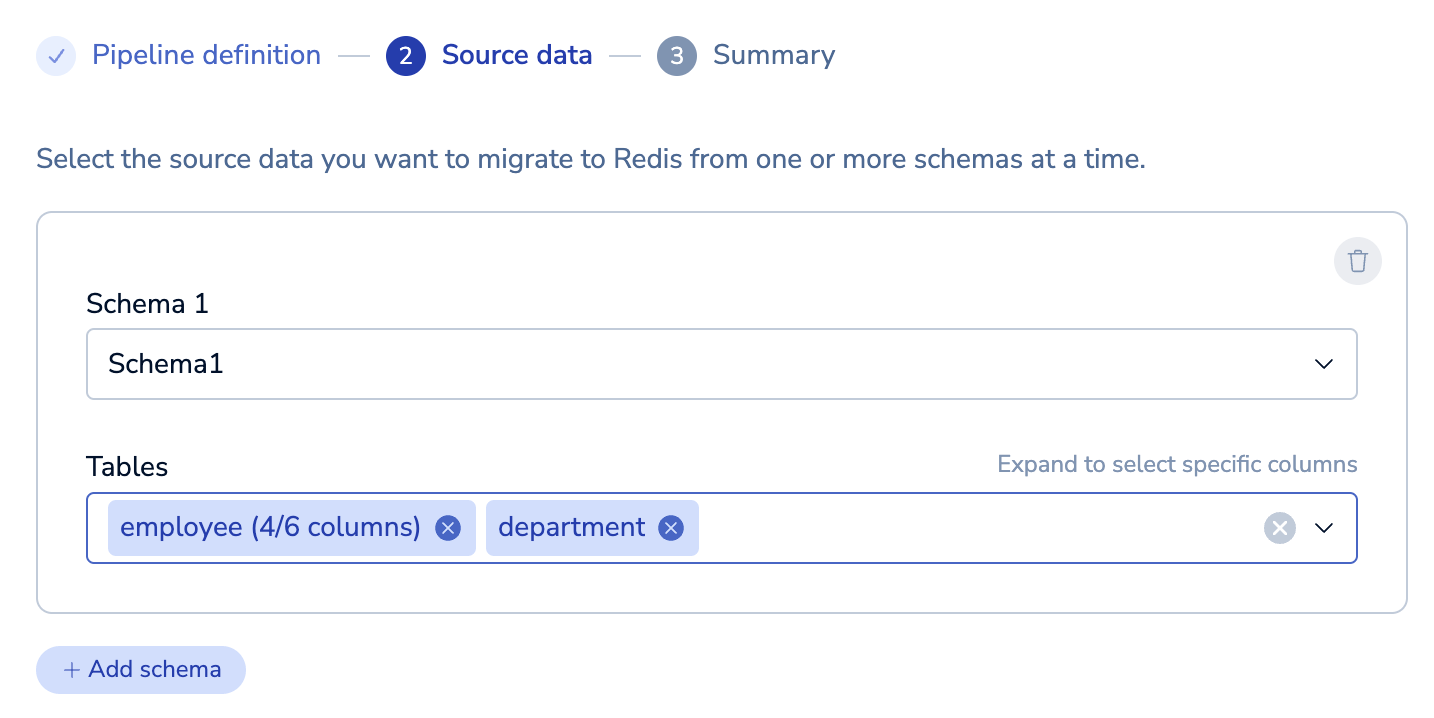 Pipeline definition — 2 Source data — 3 Summary
Select the source data you want to migrate to Redis from one or more schemas at a time.
Schema 1
Schema1
Tables
Expand to select specific columns
employee (4/6 columns) department
+ Add schema